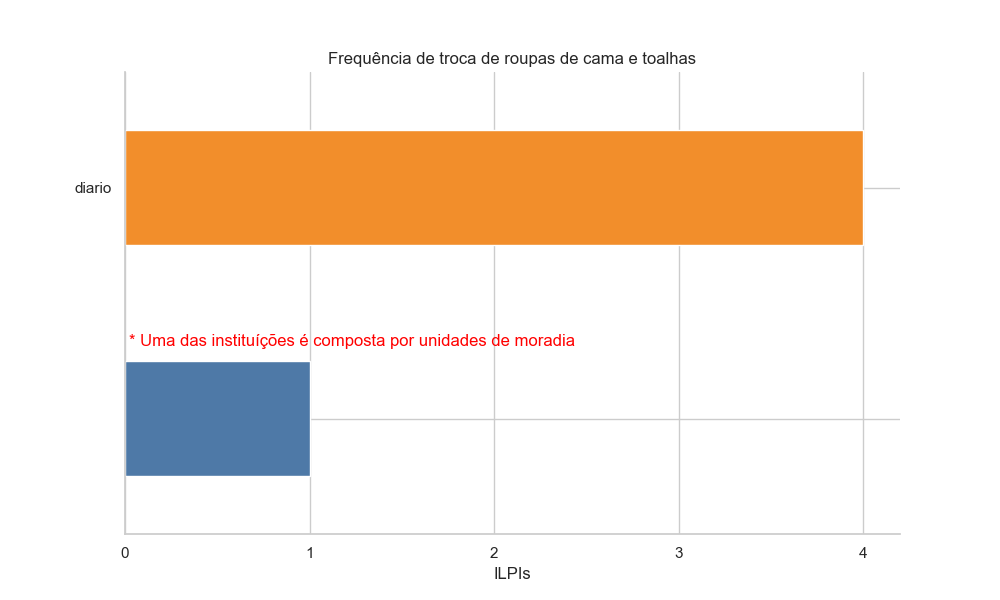 Frequência de troca de roupas de cama e toalhas
diario
* Uma das instituíções é composta por unidades de moradia
0 1 2 3 4
ILPIs